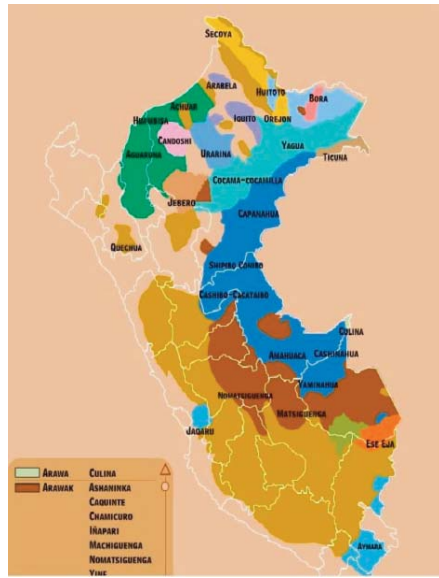 SECOYA
ARABELA
HUITOTO
BORA
ACHUAR
HUAMBISA
IQUITO
OREJON
CANDOSHI
YAGUA
AGUARUNA
URARINA
TICUNA
COCAMA-COCAMILLA
JEBERO
CAPANAHUA
QUECHUA
SHIPIBO CONIBO
CASHIBO-CACATAIBO
CULINA
AMAHUACA
CASHINAHUA
YAMINAHUA
NOMATSIGUENGA
MATSIGUENGA
JAQARU
ESE EJA
ARAWA CULINA
ARAWAK ASHANINKA
CAQUINTE
CHAMICURO
IÑAPARI
MACHIGUENGA
NOMATSIGUENGA
YINE
AYMARA